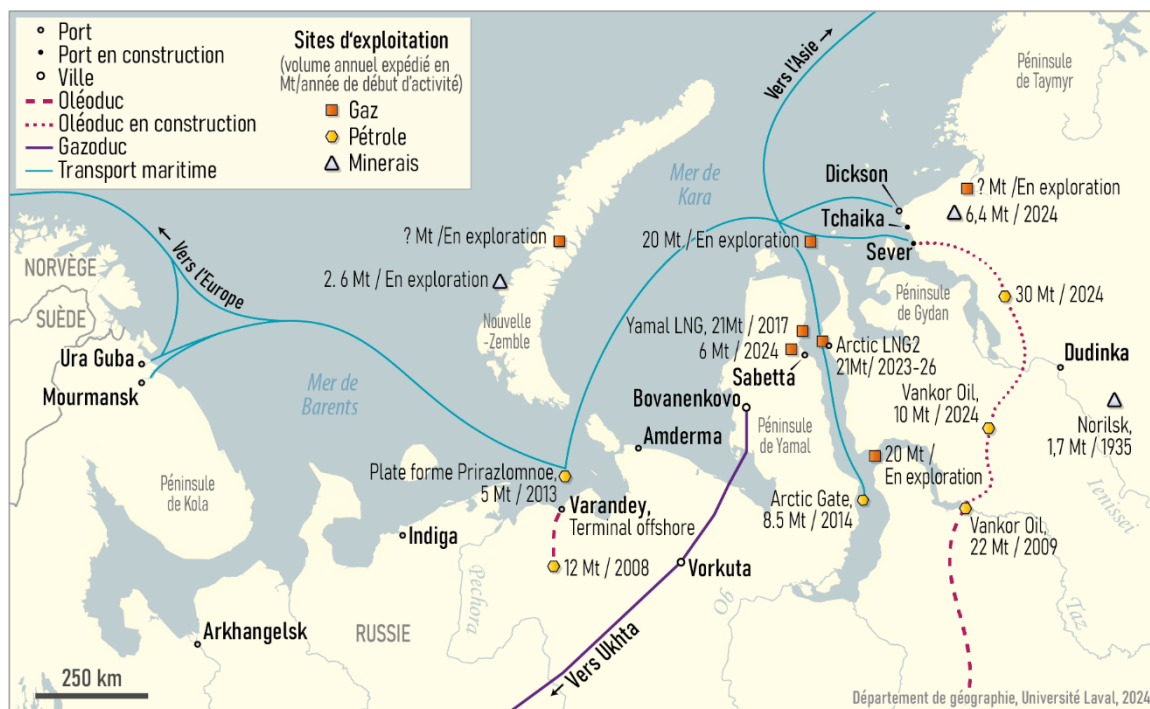 Port
Port en construction
Ville
Oléoduc
Oléoduc en construction
Gazoduc
Transport maritime
Sites d'exploitation
(volume annuel expédié en
Mt/année de début d'activité)
Gaz
Pétrole
Minerais
Vers l'Asie
Péninsule
de Taymyr
Mer de
Kara
Dickson
Tchaika
Sever
? Mt /En exploration
6,4 Mt / 2024
? Mt /En exploration
20 Mt / En exploration
2. 6 Mt / En exploration
Vers l'Europe
NORVÈGE
SUÈDE
Nouvelle
-Zemble
Péninsule
de Gydan
30 Mt / 2024
Yamal LNG, 21Mt / 2017
6 Mt / 2024
Sabetta
Arctic LNG2
21Mt/ 2023-26
Dudinka
Ura Guba
Mourmansk
Mer de
Barents
Bovanenkovo
Vankor Oil,
10 Mt / 2024
Norilsk,
1,7 Mt / 1935
Amderma
Péninsule
de Yamal
20 Mt /
En exploration
Ienisseï
Péninsule
de Kola
Plate forme Prirazlomnoe,
5 Mt / 2013
Varandey,
Terminal offshore
Arctic Gate,
8.5 Mt / 2014
Indiga
Vankor Oil,
22 Mt / 2009
12 Mt / 2008
Vorkuta
Pechora
Ob
Taz
Arkhangelsk
RUSSIE
Vers Ukhta
250 km
Département de géographie, Université Laval, 2024